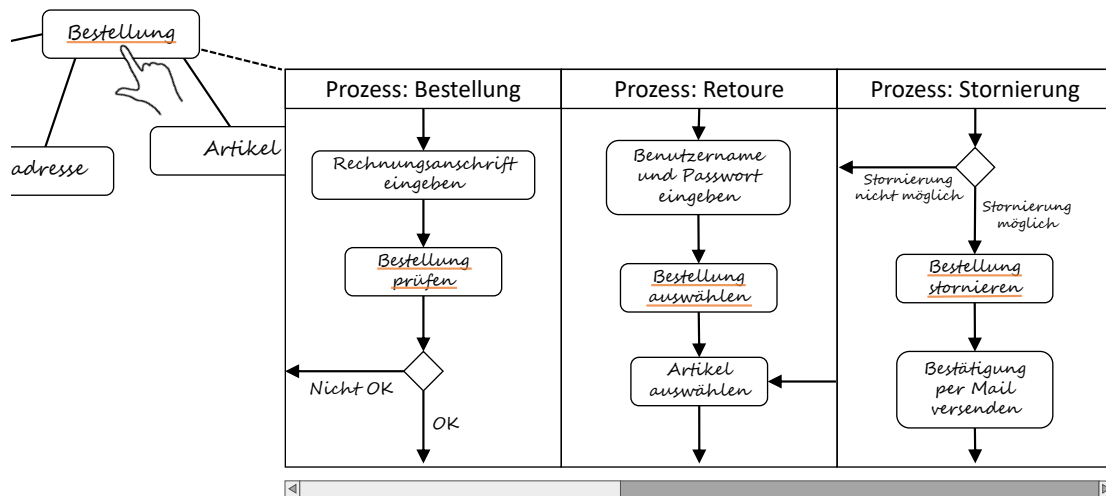 Bestellung
adresse
Artikel
Prozess: Bestellung
Rechnungsanschrift
eingeben
Bestellung
prüfen
Nicht OK
OK
Prozess: Retoure
Benutzername
und Passwort
eingeben
Bestellung
auswählen
Artikel
auswählen
Prozess: Stornierung
Stornierung
nicht möglich
Stornierung
möglich
Bestellung
stornieren
Bestätigung
per Mail
versenden